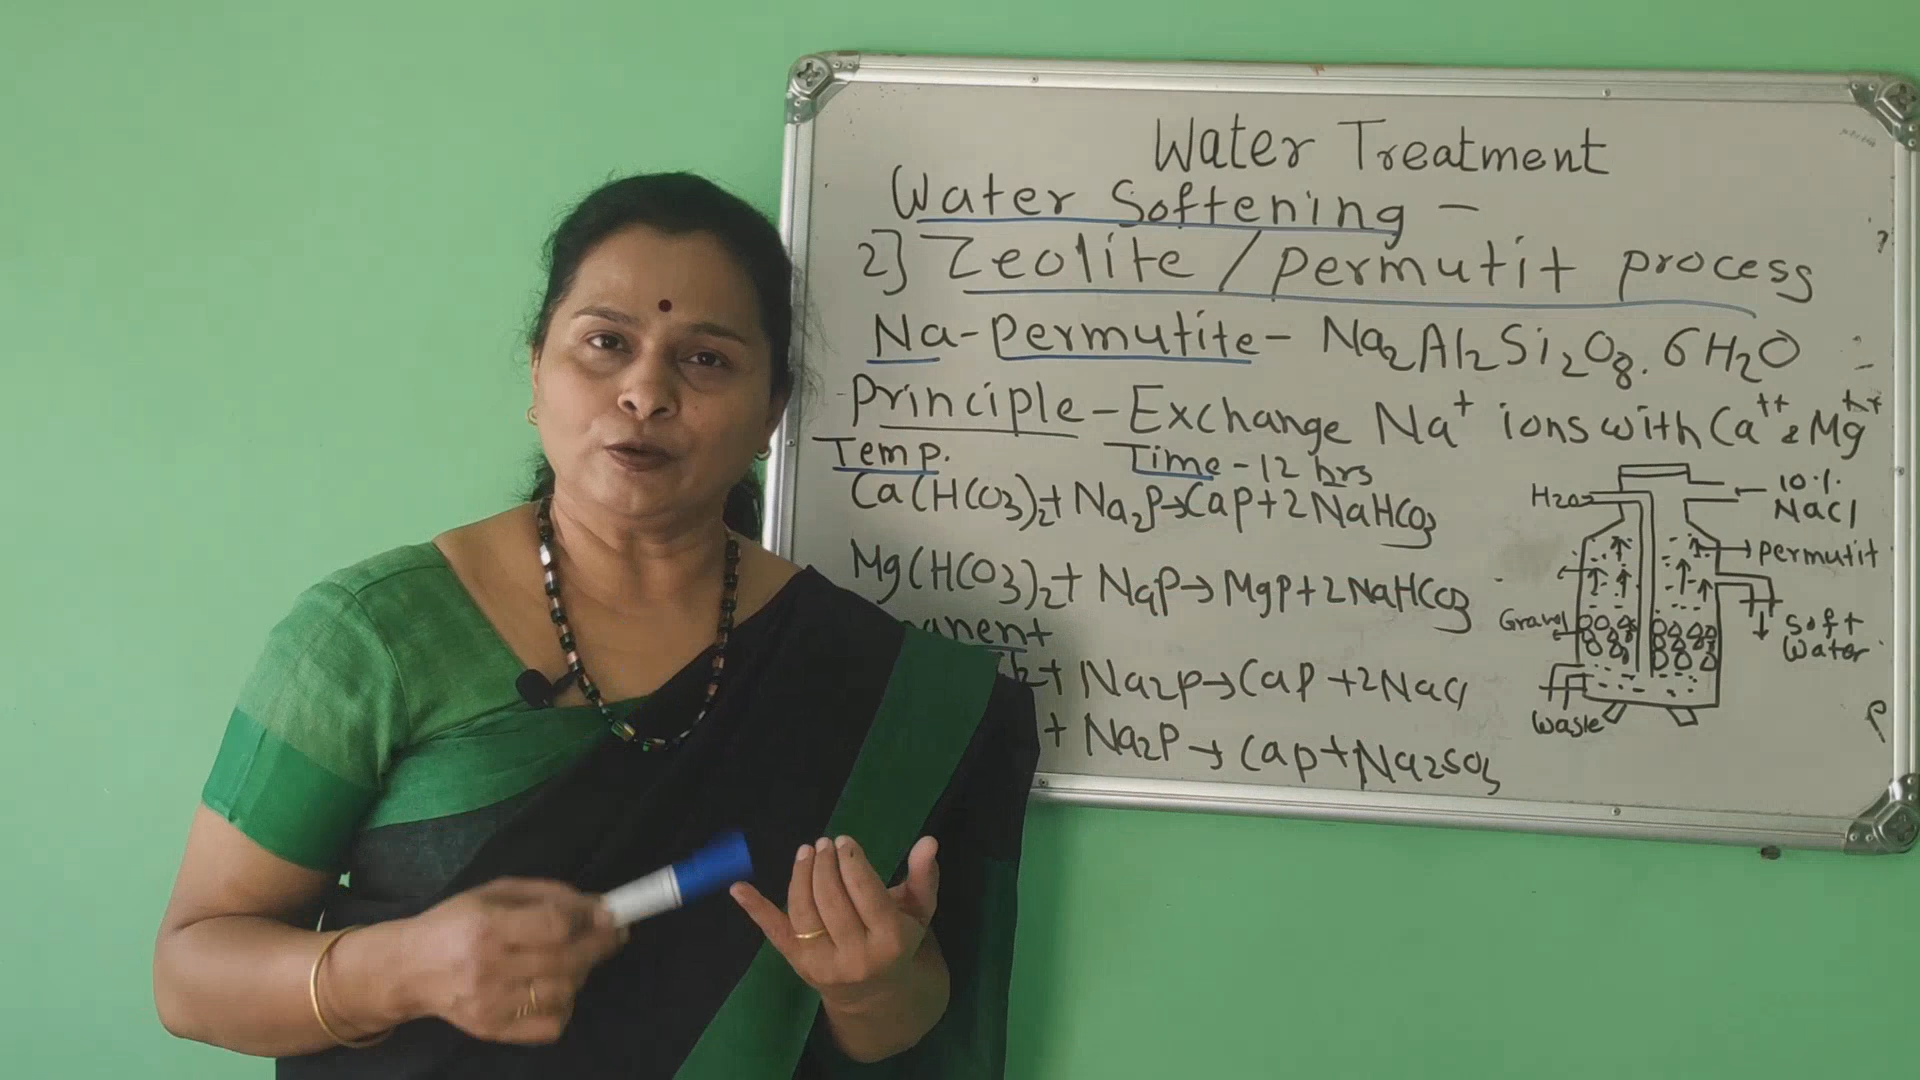 Water Treatment
Water Softening -
2] Zeolite / permutit process
Na-permutite - Na2Al2Si2O8. 6H2O
Principle - Exchange Na+ ions with Ca++ & Mg++
Temp. Time - 12 hrs
Ca(HCO3)2 + Na2P → CaP + 2NaHCO3
Mg(HCO3)2 + NaP → MgP + 2NaHCO3
anent
+ Na2P → CaP + 2NaCl
+ Na2P → CaP + Na2SO4
H2O
10%
NaCl
permutit
Gravel
Soft
Water
Waste